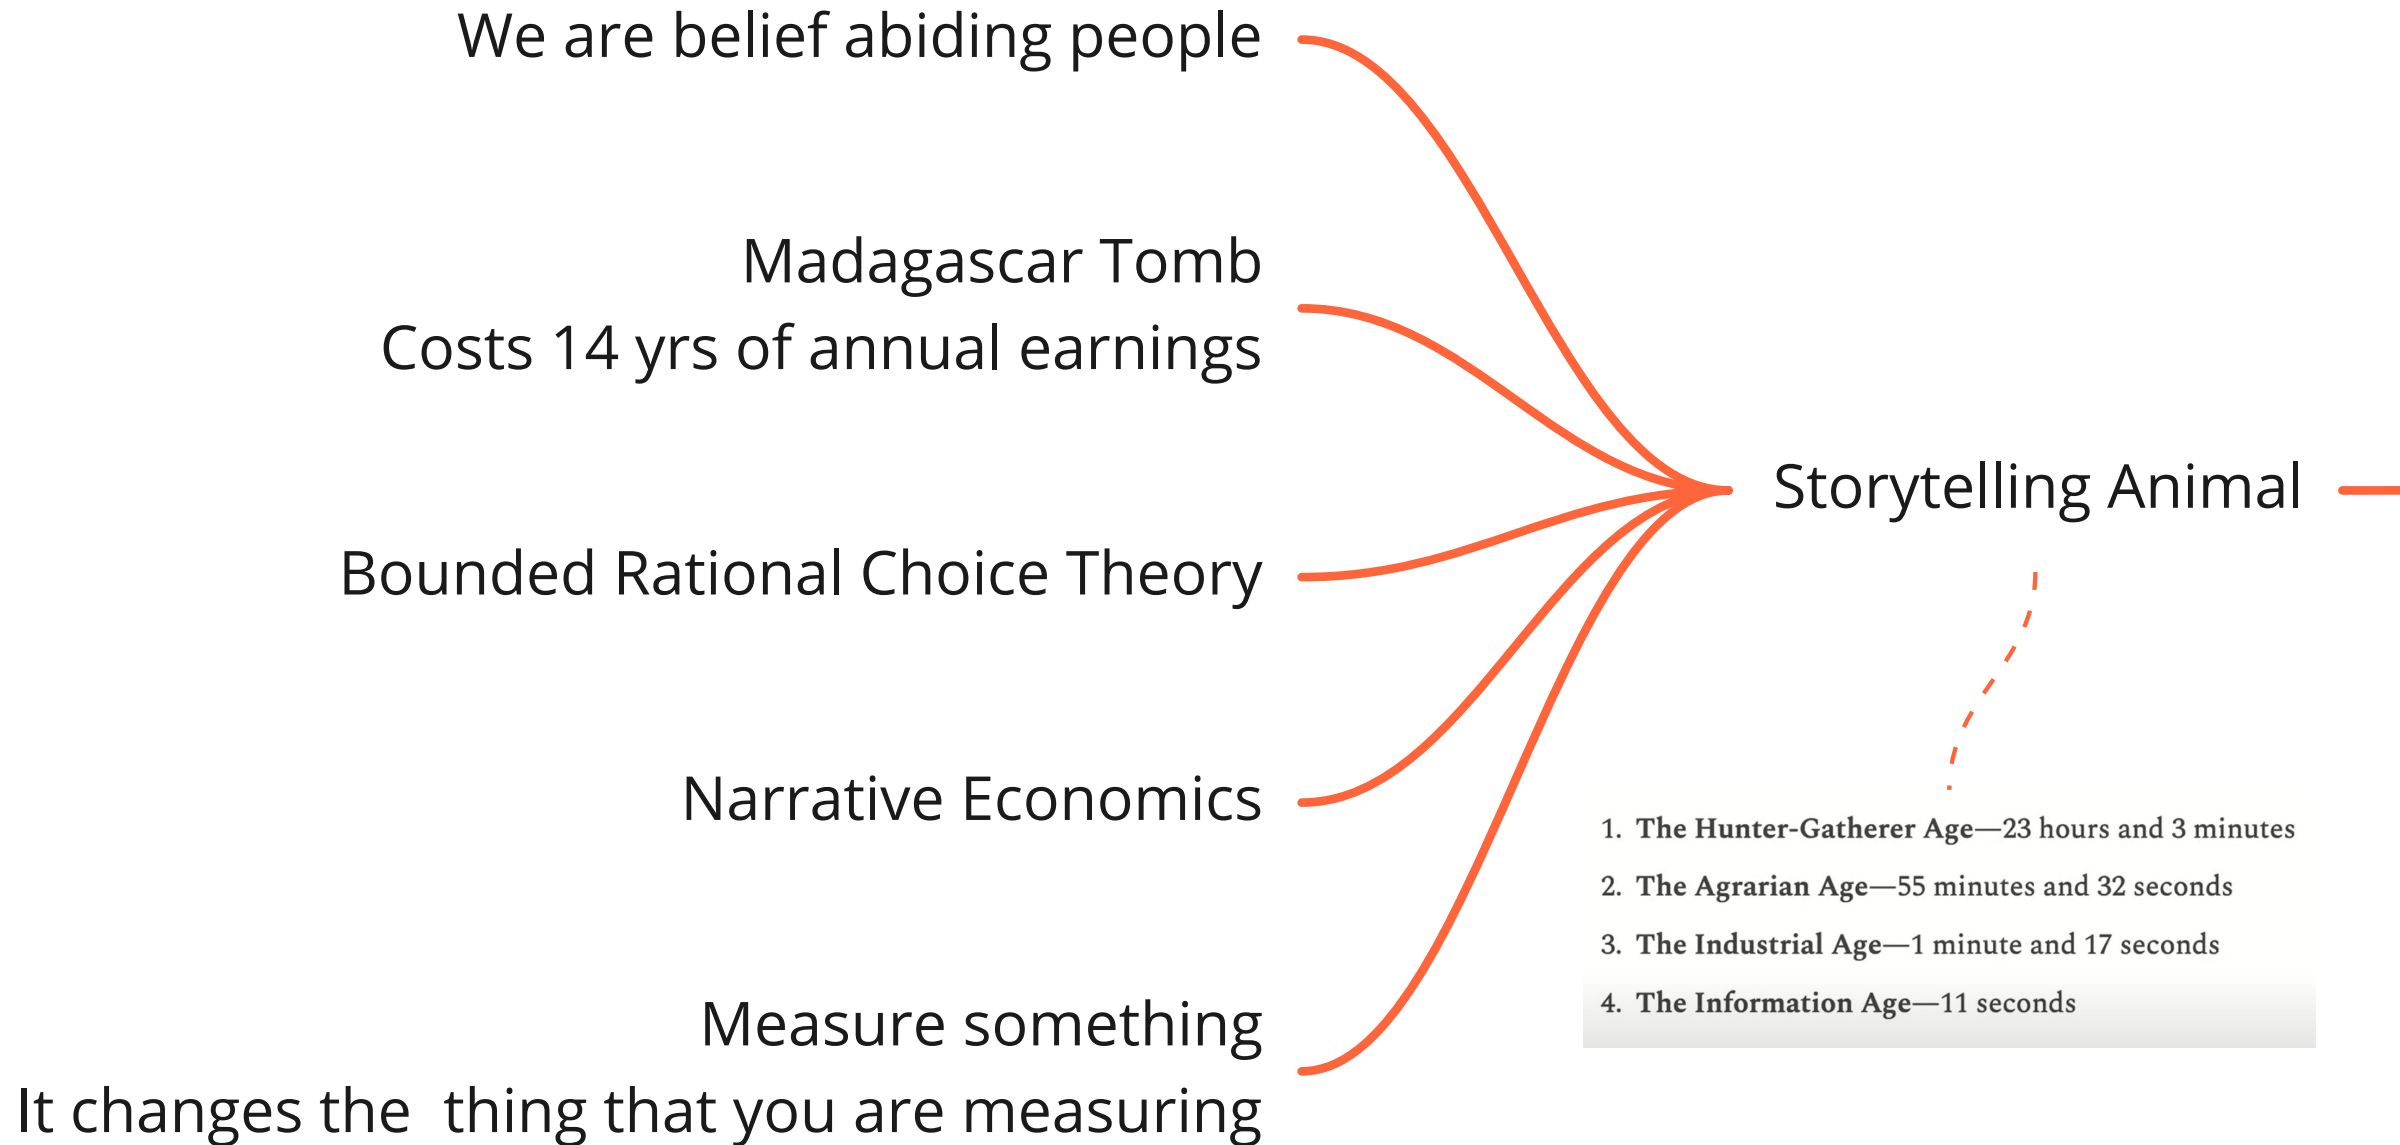 We are belief abiding people
Madagascar Tomb
Costs 14 yrs of annual earnings
Bounded Rational Choice Theory
Narrative Economics
Measure something
It changes the  thing that you are measuring
Storytelling Animal
1. The Hunter-Gatherer Age—23 hours and 3 minutes
2. The Agrarian Age—55 minutes and 32 seconds
3. The Industrial Age—1 minute and 17 seconds
4. The Information Age—11 seconds